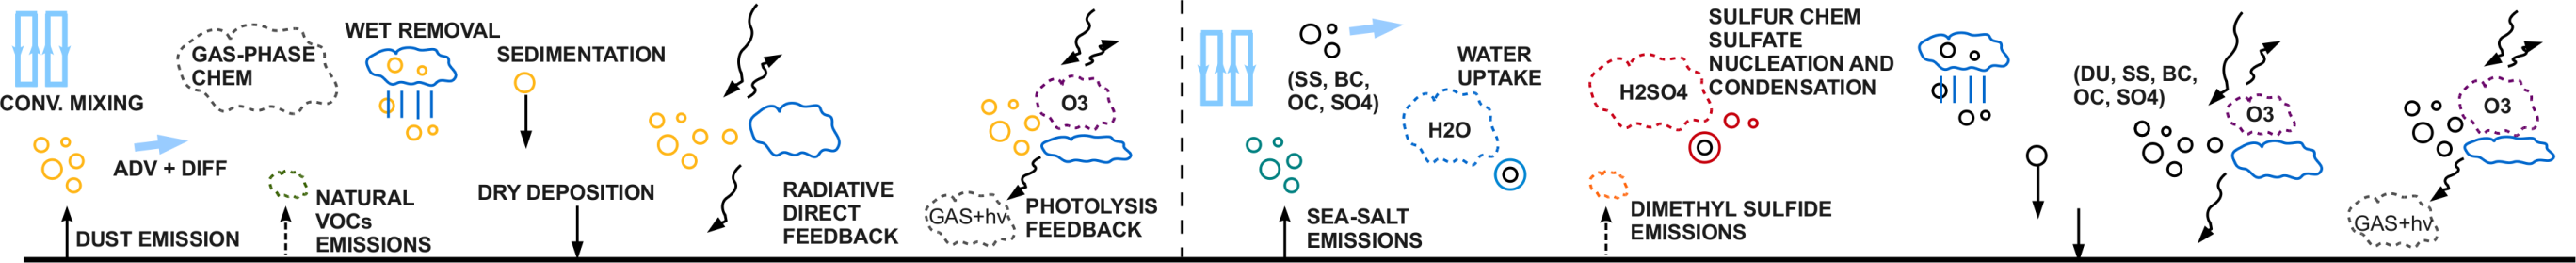 CONV. MIXING
ADV + DIFF
DUST EMISSION
GAS-PHASE
CHEM
NATURAL
VOCs
EMISSIONS
WET REMOVAL
SEDIMENTATION
DRY DEPOSITION
RADIATIVE
DIRECT
FEEDBACK
O3
GAS+hv
PHOTOLYSIS
FEEDBACK
(SS, BC,
OC, SO4)
SEA-SALT
EMISSIONS
WATER
UPTAKE
H2O
H2SO4
SULFUR CHEM
SULFATE
NUCLEATION AND
CONDENSATION
DIMETHYL SULFIDE
EMISSIONS
(DU, SS, BC,
OC, SO4)
O3
O3
GAS+hv